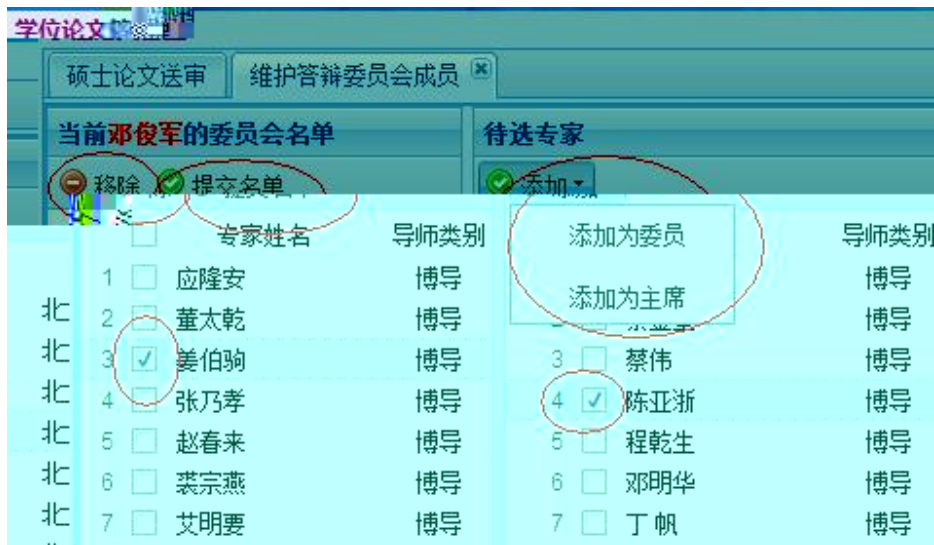 学位论文
硕士论文送审 维护答辩委员会成员
当前邓俊军的委员会名单 待选专家
移除 提交名单 添加
专家姓名 导师类别 添加为委员 导师类别
1 应隆安 博导 博导
添加为主席
北 2 董太乾 博导 博导
北 3 姜伯驹 博导 3 蔡伟 博导
北 4 张乃孝 博导 4 陈亚浙 博导
北 5 赵春来 博导 5 程乾生 博导
北 6 裘宗燕 博导 6 邓明华 博导
北 7 艾明要 博导 7 丁帆 博导